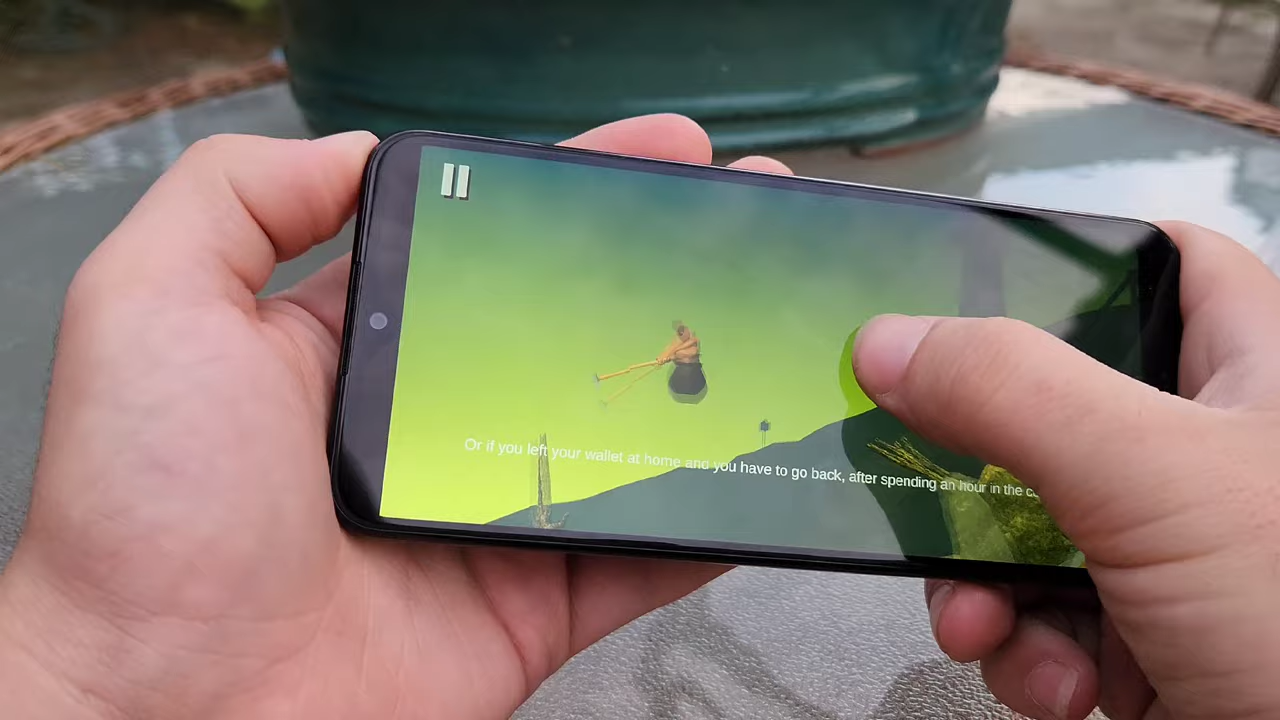 Or if you left your wallet at home and you have to go back, after spending an hour in the